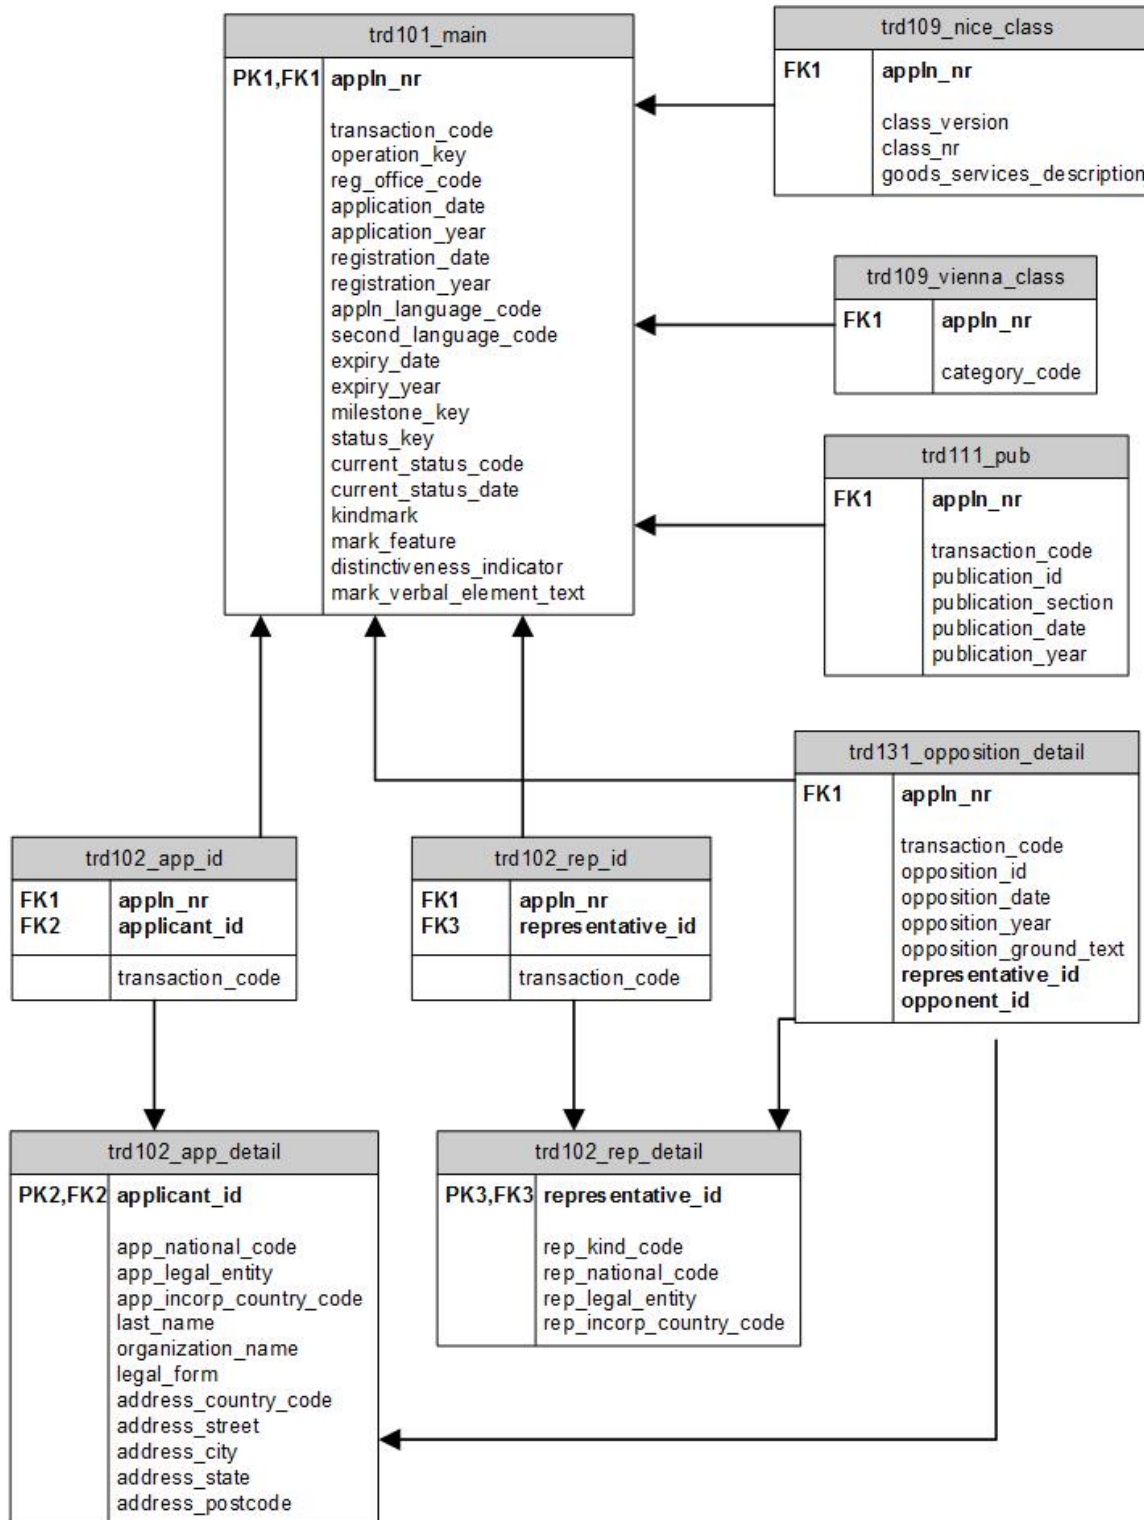 trd101_main
PK1,FK1 appln_nr
transaction_code
operation_key
reg_office_code
application_date
application_year
registration_date
registration_year
appln_language_code
second_language_code
expiry_date
expiry_year
milestone_key
status_key
current_status_code
current_status_date
kindmark
mark_feature
distinctiveness_indicator
mark_verbal_element_text
trd109_nice_class
FK1 appln_nr
class_version
class_nr
goods_services_description
trd109_vienna_class
FK1 appln_nr
category_code
trd111_pub
FK1 appln_nr
transaction_code
publication_id
publication_section
publication_date
publication_year
trd131_opposition_detail
FK1 appln_nr
transaction_code
opposition_id
opposition_date
opposition_year
opposition_ground_text
representative_id
opponent_id
trd102_app_id
FK1 appln_nr
FK2 applicant_id
transaction_code
trd102_rep_id
FK1 appln_nr
FK3 representative_id
transaction_code
trd102_app_detail
PK2,FK2 applicant_id
app_national_code
app_legal_entity
app_incorp_country_code
last_name
organization_name
legal_form
address_country_code
address_street
address_city
address_state
address_postcode
trd102_rep_detail
PK3,FK3 representative_id
rep_kind_code
rep_national_code
rep_legal_entity
rep_incorp_country_code